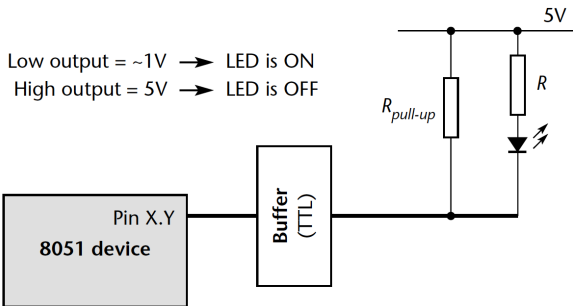 5V
Low output = ~1V → LED is ON
High output = 5V → LED is OFF
R
Rpull-up
Buffer
(TTL)
Pin X.Y
8051 device